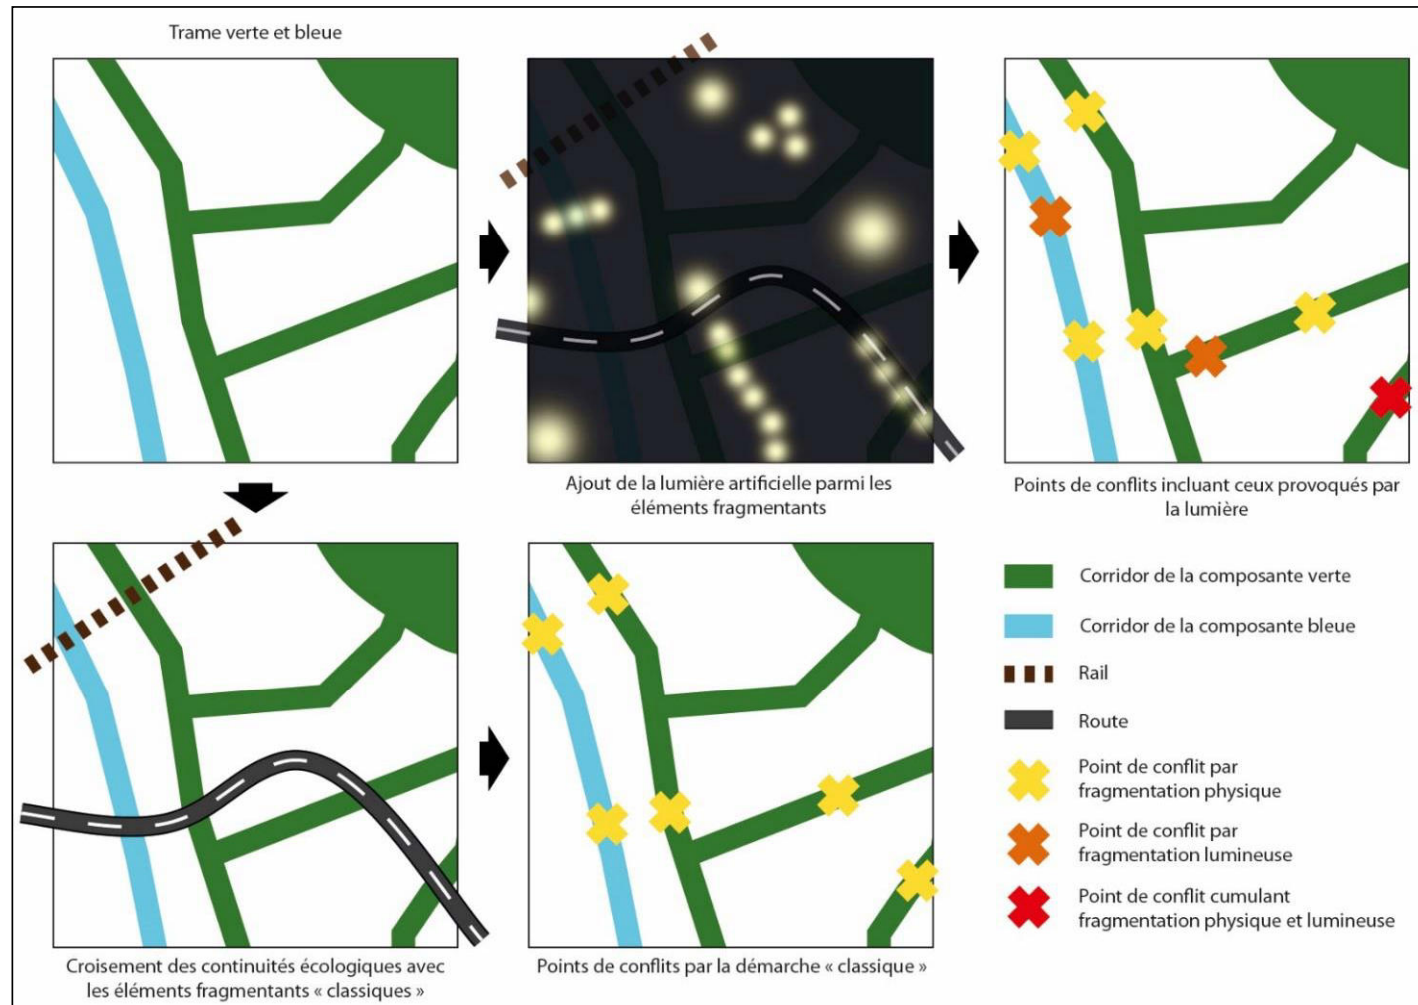 Trame verte et bleue
Ajout de la lumière artificielle parmi les
éléments fragmentants
Points de conflits incluant ceux provoqués par
la lumière
Croisement des continuités écologiques avec
les éléments fragmentants « classiques »
Points de conflits par la démarche « classique »
Corridor de la composante verte
Corridor de la composante bleue
Rail
Route
Point de conflit par
fragmentation physique
Point de conflit par
fragmentation lumineuse
Point de conflit cumulant
fragmentation physique et lumineuse